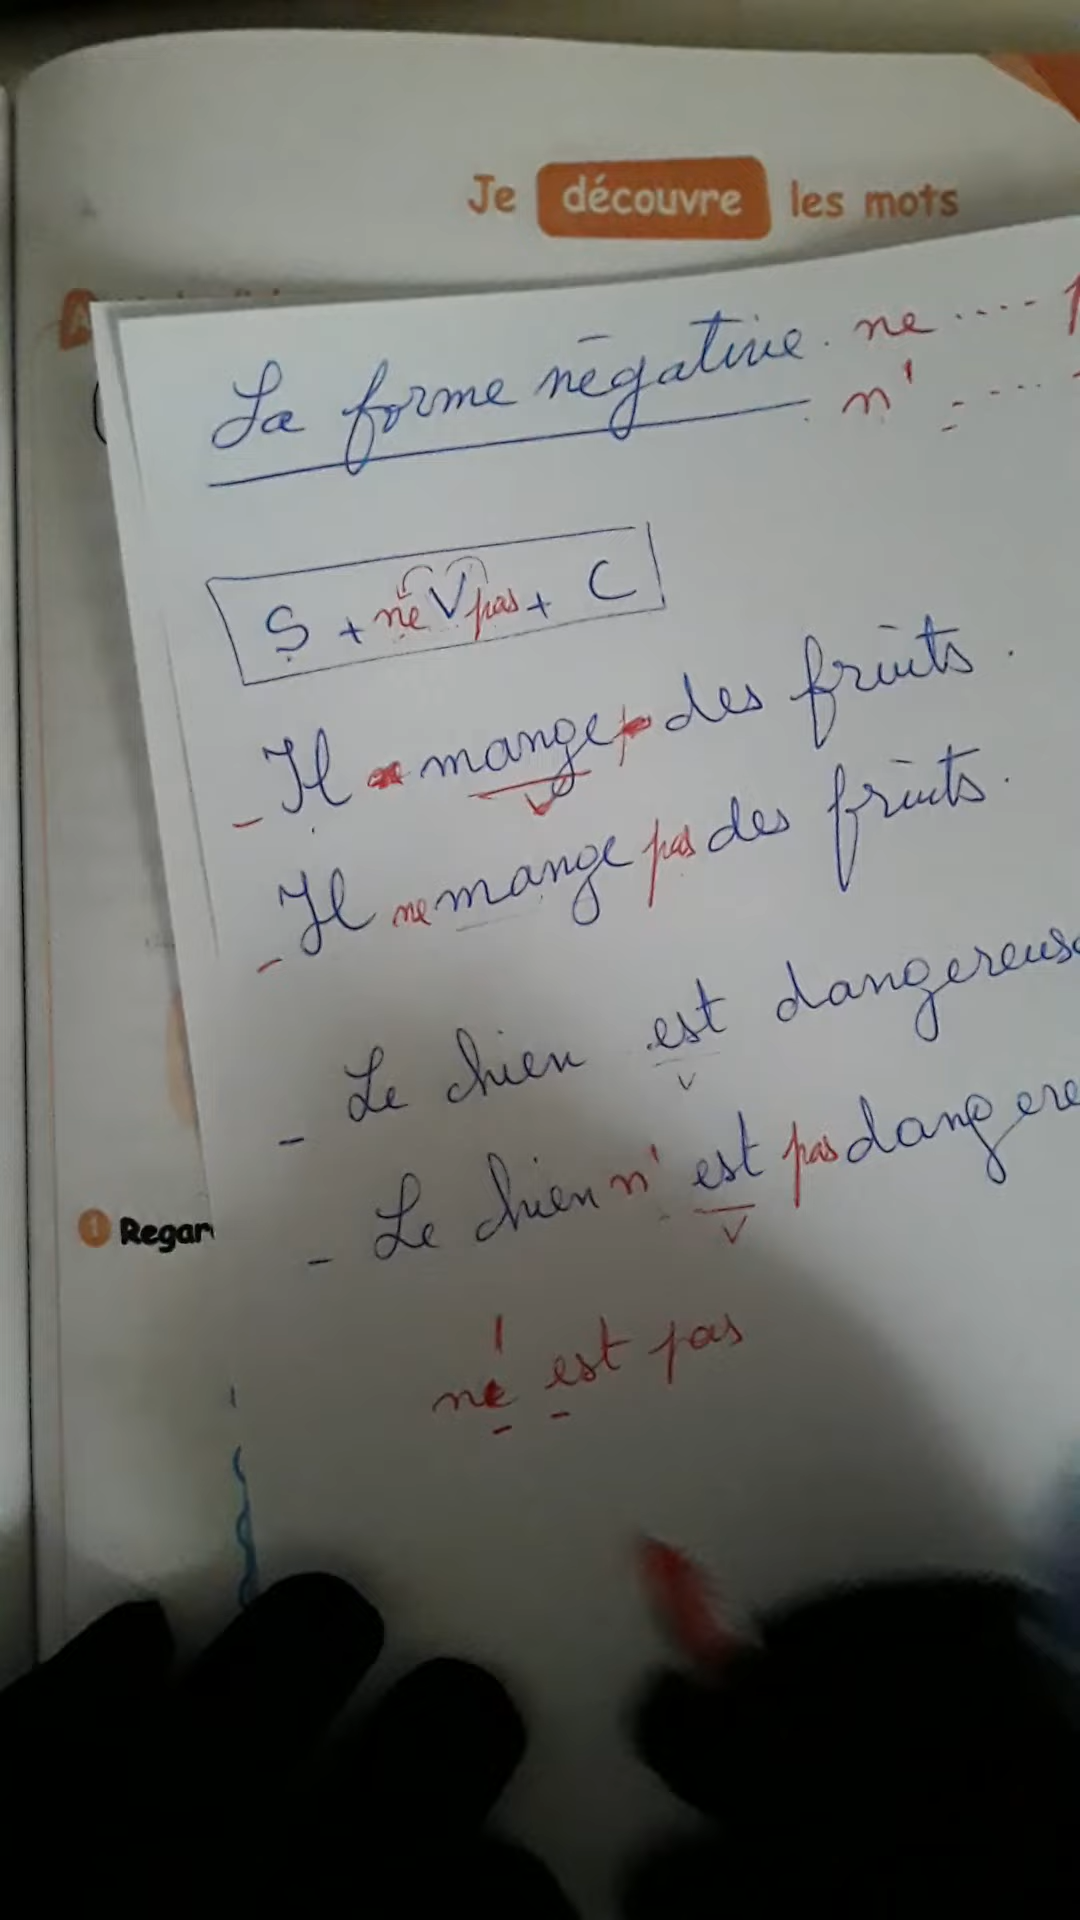 Je découvre les mots
La forme négative. ne ....
n' ....
S + ne V pas + C
- Il mange des fruits.
- Il ne mange pas des fruits.
- Le chien est dangereuse
- Le chien n'est pas dangere
ne' est pas
1 Regar